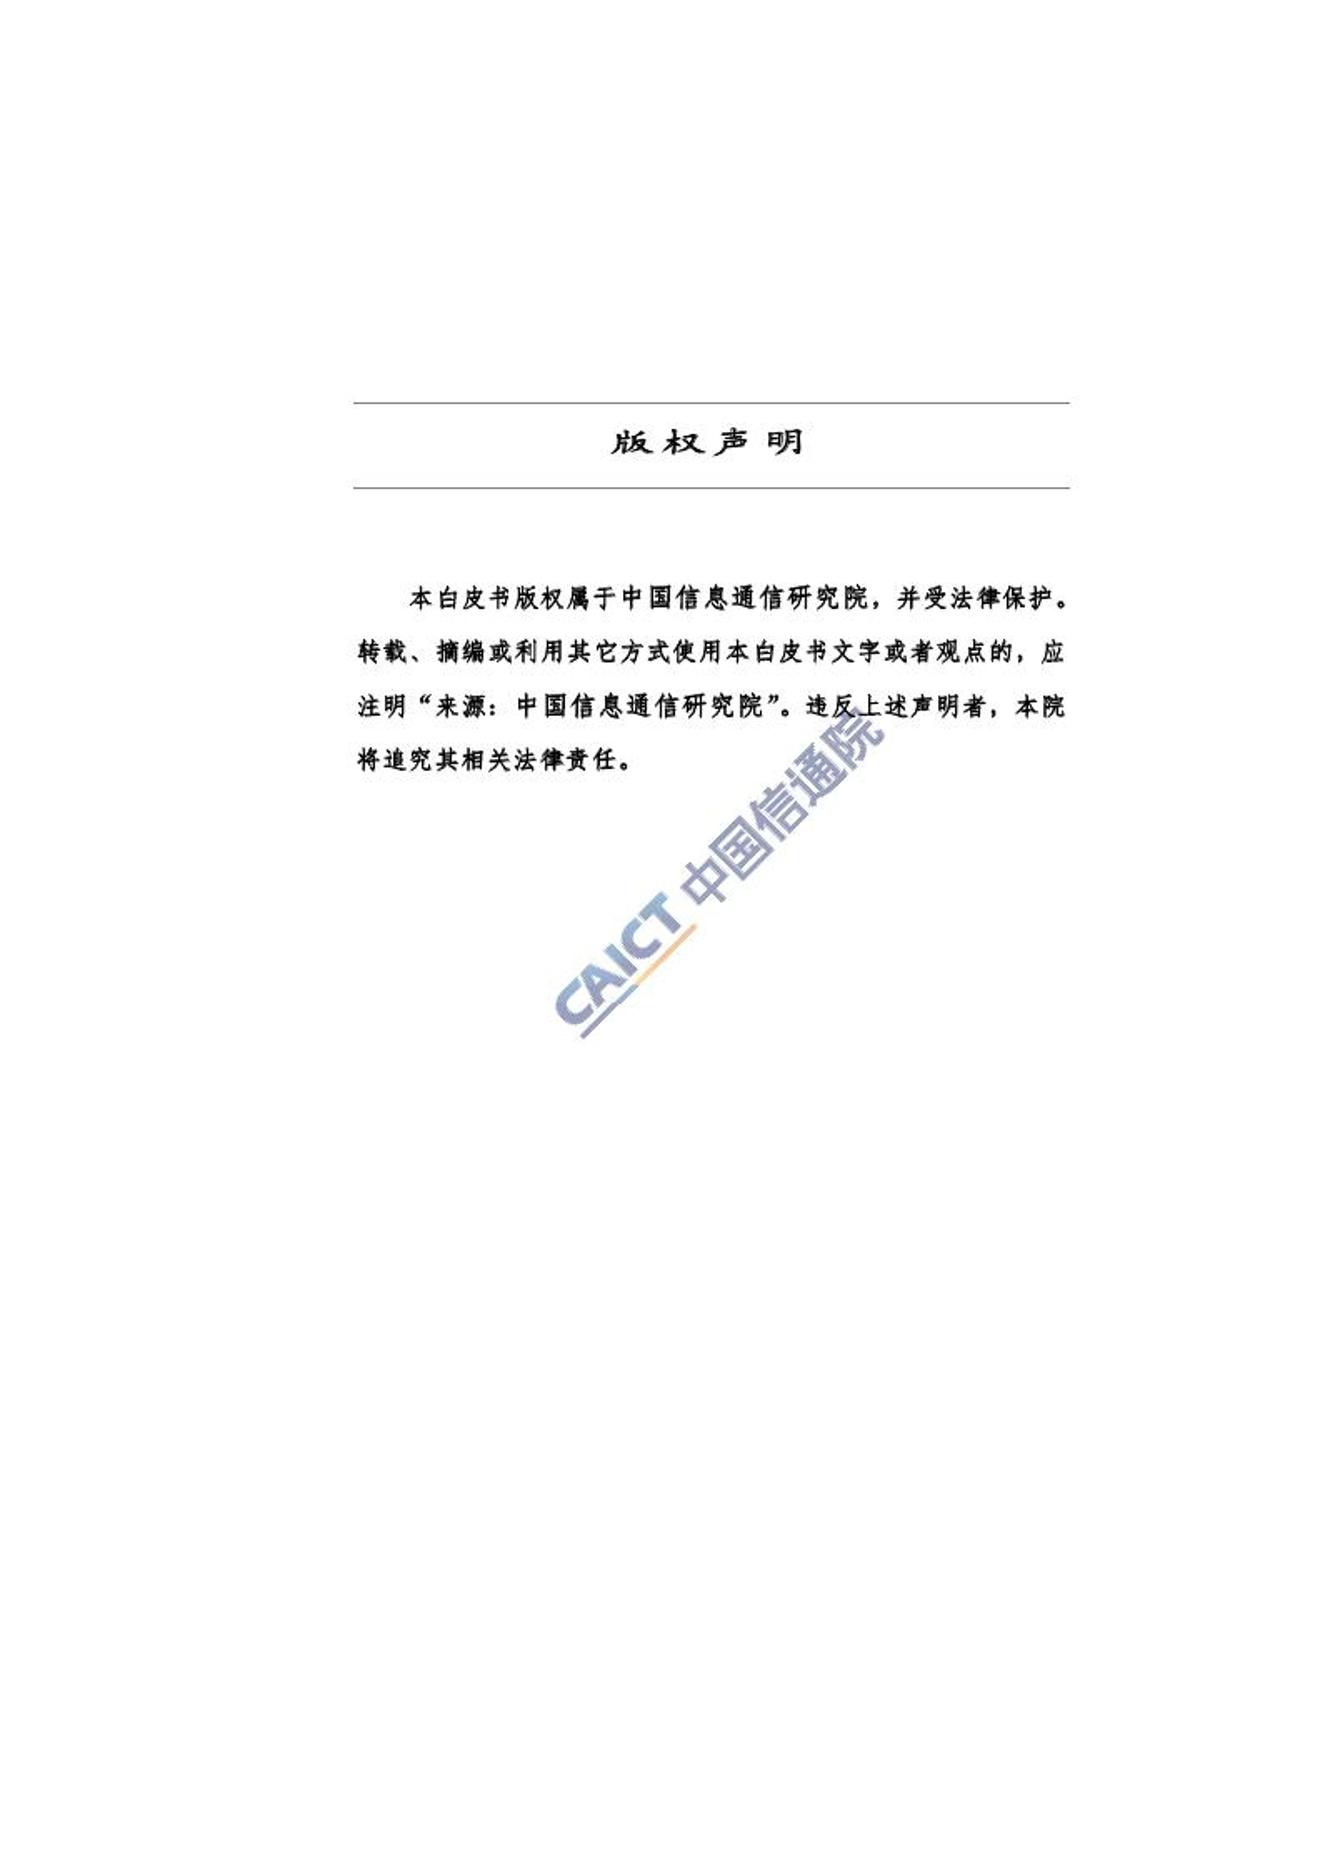 版权声明
本白皮书版权属于中国信息通信研究院，并受法律保护。
转载、摘编或利用其它方式使用本白皮书文字或者观点的，应
注明“来源：中国信息通信研究院”。违反上述声明者，本院
将追究其相关法律责任。
CAICT 中国信通院